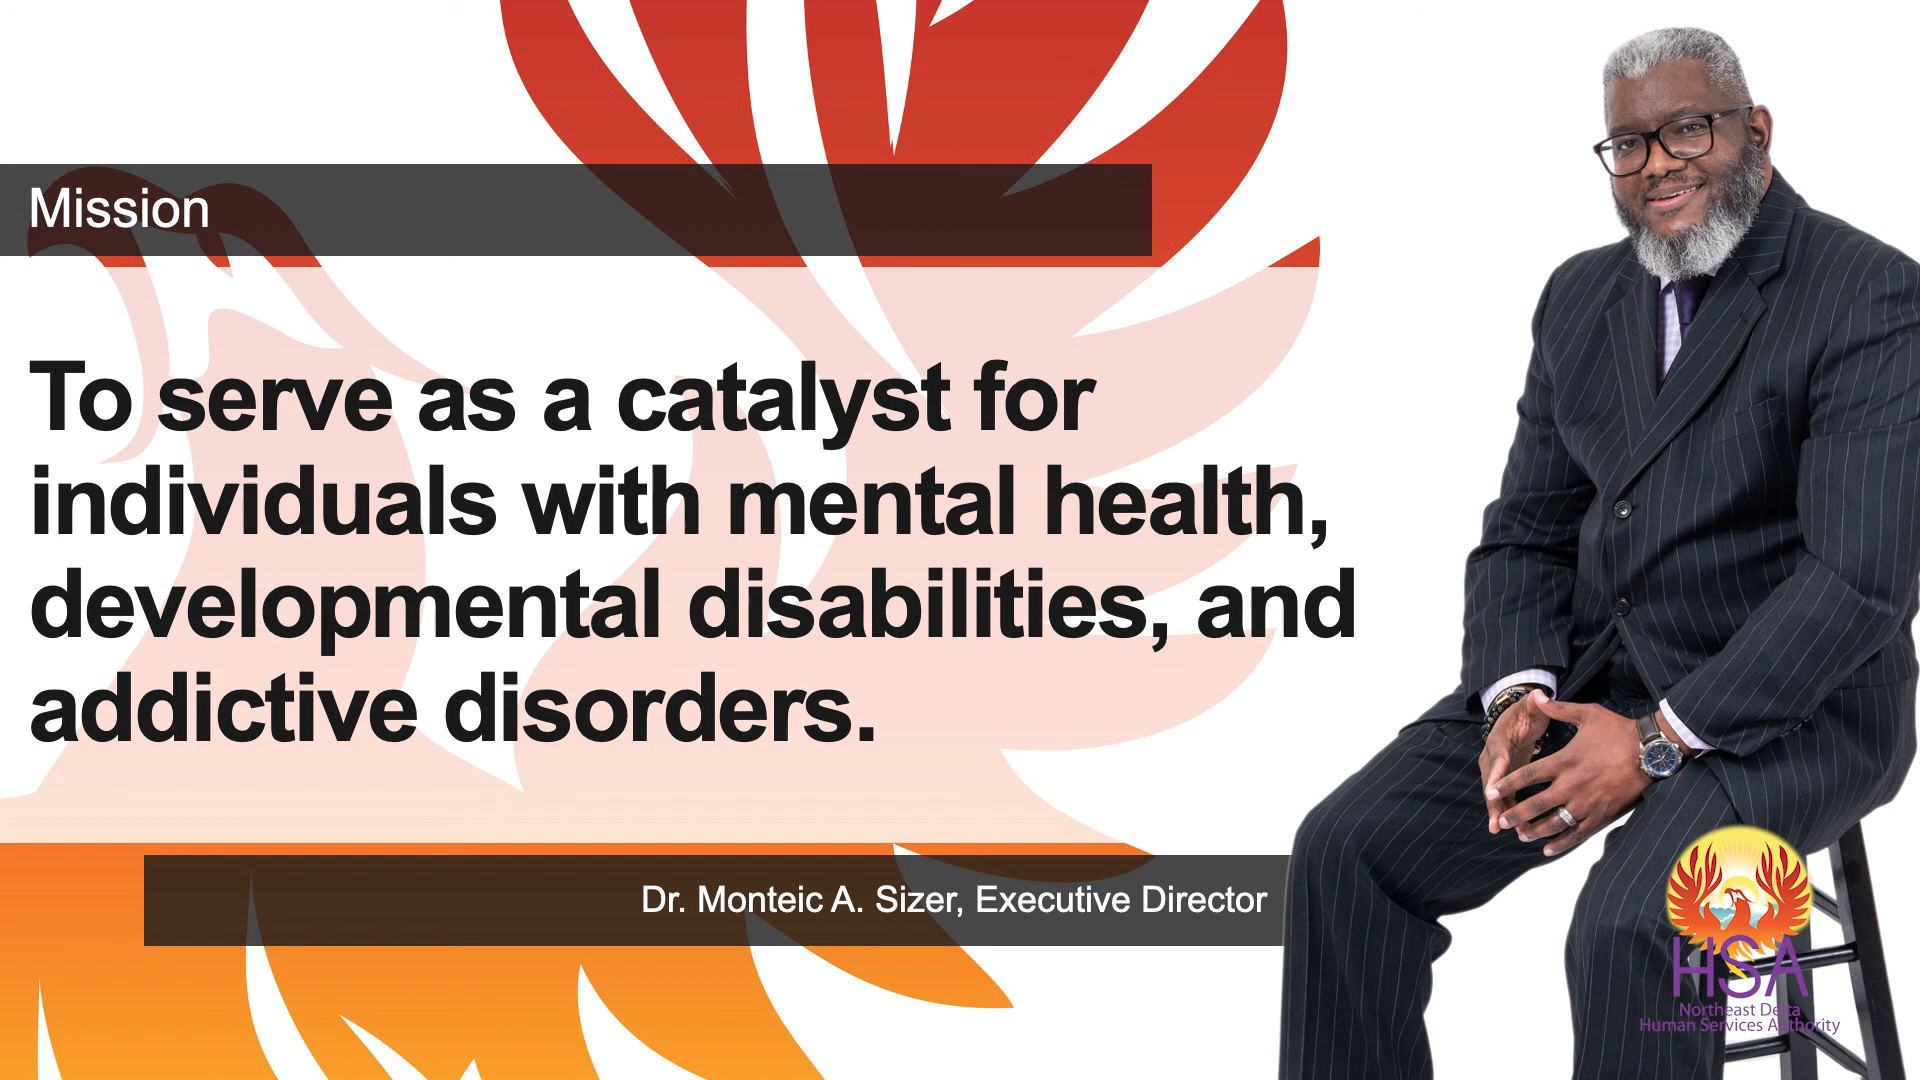 Mission
To serve as a catalyst for
individuals with mental health,
developmental disabilities, and
addictive disorders.
Dr. Monteic A. Sizer, Executive Director
HSA
Northeast Delta
Human Services Authority